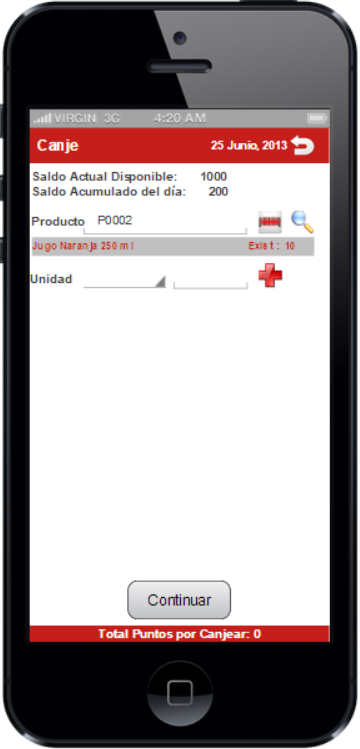 VIRGIN 3G 4:20 AM
Canje 25 Junio, 2013
Saldo Actual Disponible: 1000
Saldo Acumulado del día: 200
Producto P0002
Jugo Naranja 250 ml Exist: 10
Unidad
Continuar
Total Puntos por Canjear: 0